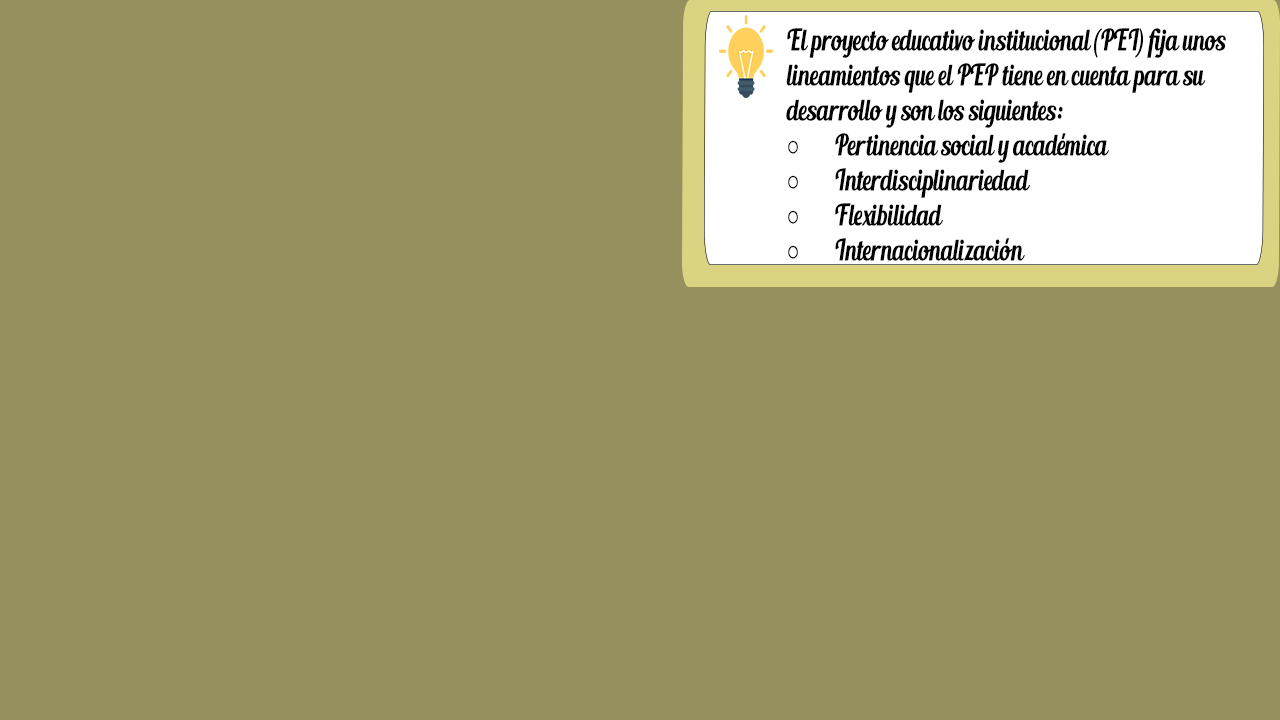 El proyecto educativo institucional (PEI) fija unos
lineamientos que el PEP tiene en cuenta para su
desarrollo y son los siguientes:
○ Pertinencia social y académica
○ Interdisciplinariedad
○ Flexibilidad
○ Internacionalización